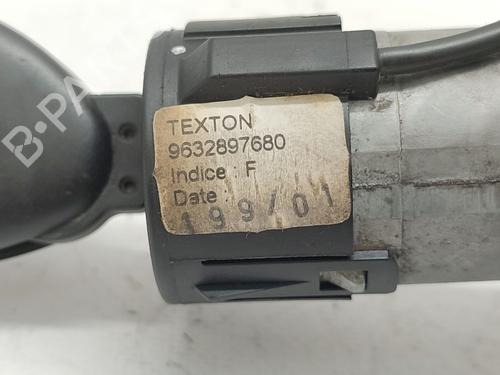 B-PA
TEXTON
9632897680
Indice : F
Date :
199/01